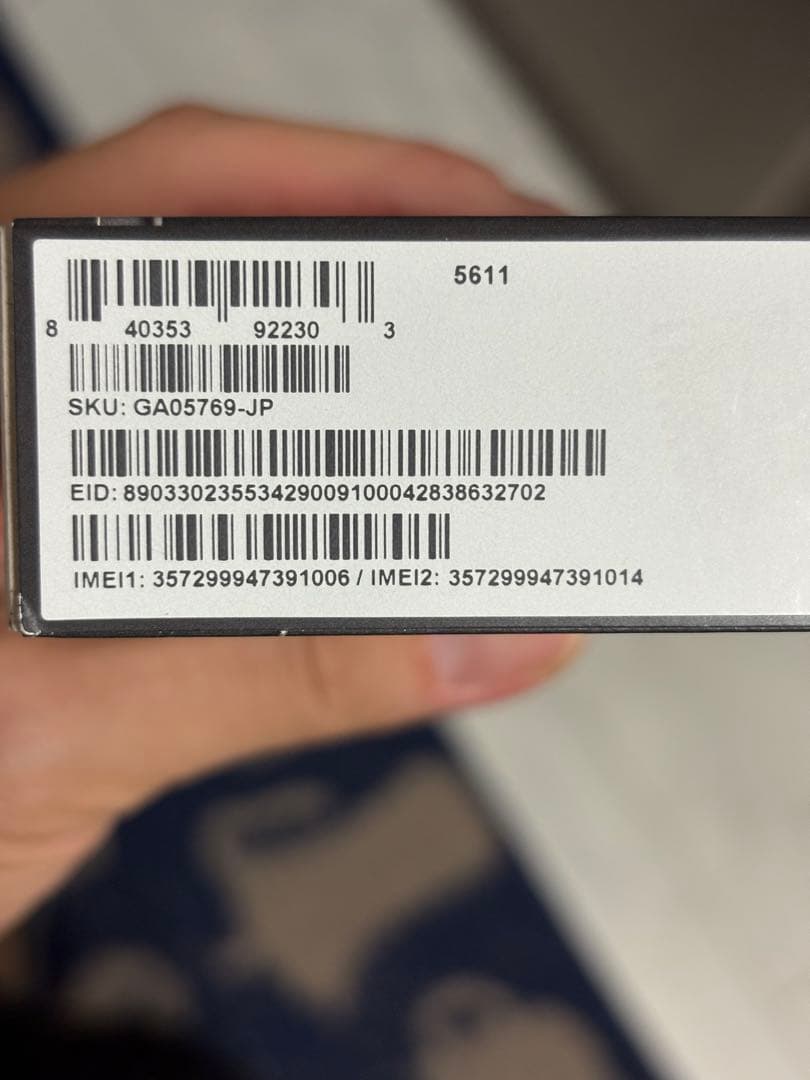 5611
8 40353 92230 3
SKU: GA05769-JP
EID: 89033023553429009100042838632702
IMEI1: 357299947391006 / IMEI2: 357299947391014